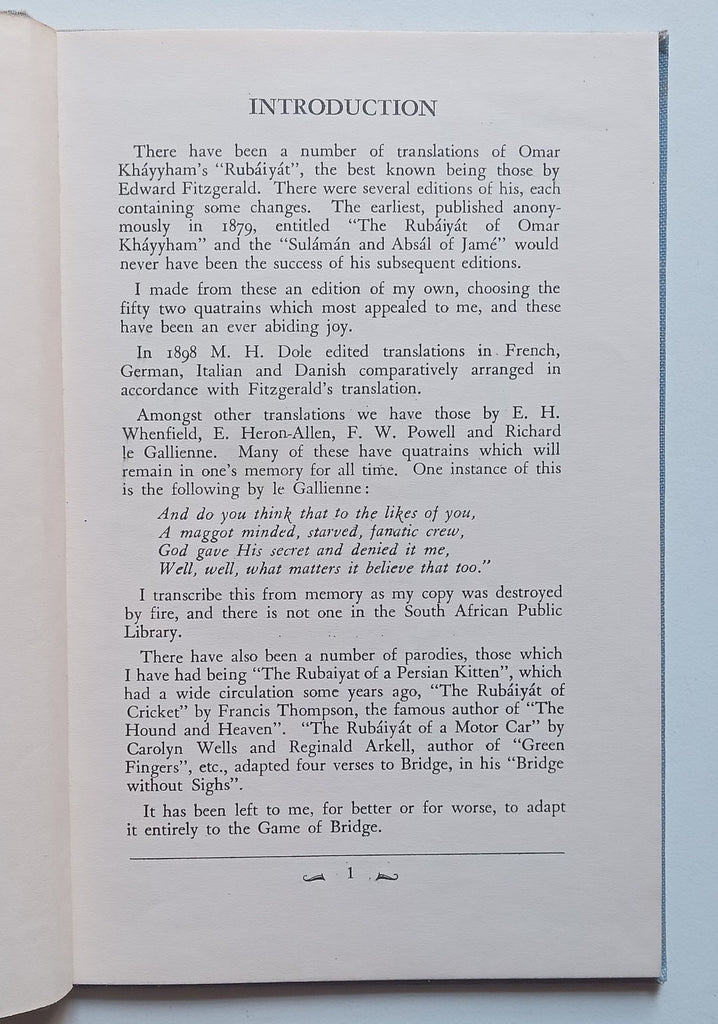 INTRODUCTION
There have been a number of translations of Omar
Kháyyham's "Rubáiyát", the best known being those by
Edward Fitzgerald. There were several editions of his, each
containing some changes. The earliest, published anony-
mously in 1879, entitled "The Rubáiyát of Omar
Kháyyham" and the "Sulámán and Absál of Jamé" would
never have been the success of his subsequent editions.
I made from these an edition of my own, choosing the
fifty two quatrains which most appealed to me, and these
have been an ever abiding joy.
In 1898 M. H. Dole edited translations in French,
German, Italian and Danish comparatively arranged in
accordance with Fitzgerald's translation.
Amongst other translations we have those by E. H.
Whenfield, E. Heron-Allen, F. W. Powell and Richard
le Gallienne. Many of these have quatrains which will
remain in one's memory for all time. One instance of this
is the following by le Gallienne:
And do you think that to the likes of you,
A maggot minded, starved, fanatic crew,
God gave His secret and denied it me,
Well, well, what matters it believe that too."
I transcribe this from memory as my copy was destroyed
by fire, and there is not one in the South African Public
Library.
There have also been a number of parodies, those which
I have had being "The Rubaiyat of a Persian Kitten", which
had a wide circulation some years ago, "The Rubáiyát of
Cricket" by Francis Thompson, the famous author of "The
Hound and Heaven". "The Rubáiyát of a Motor Car" by
Carolyn Wells and Reginald Arkell, author of "Green
Fingers", etc., adapted four verses to Bridge, in his "Bridge
without Sighs".
It has been left to me, for better or for worse, to adapt
it entirely to the Game of Bridge.
1